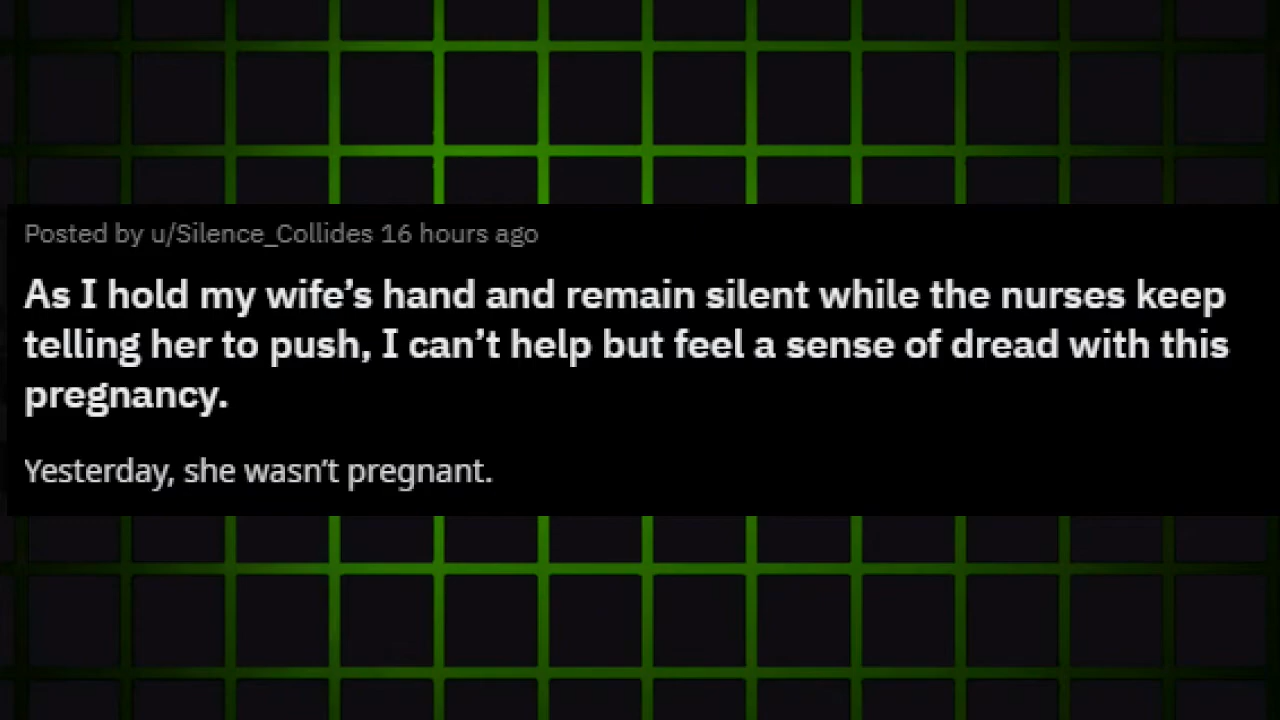 Posted by u/Silence_Collides 16 hours ago
As I hold my wife’s hand and remain silent while the nurses keep
telling her to push, I can’t help but feel a sense of dread with this
pregnancy.
Yesterday, she wasn’t pregnant.